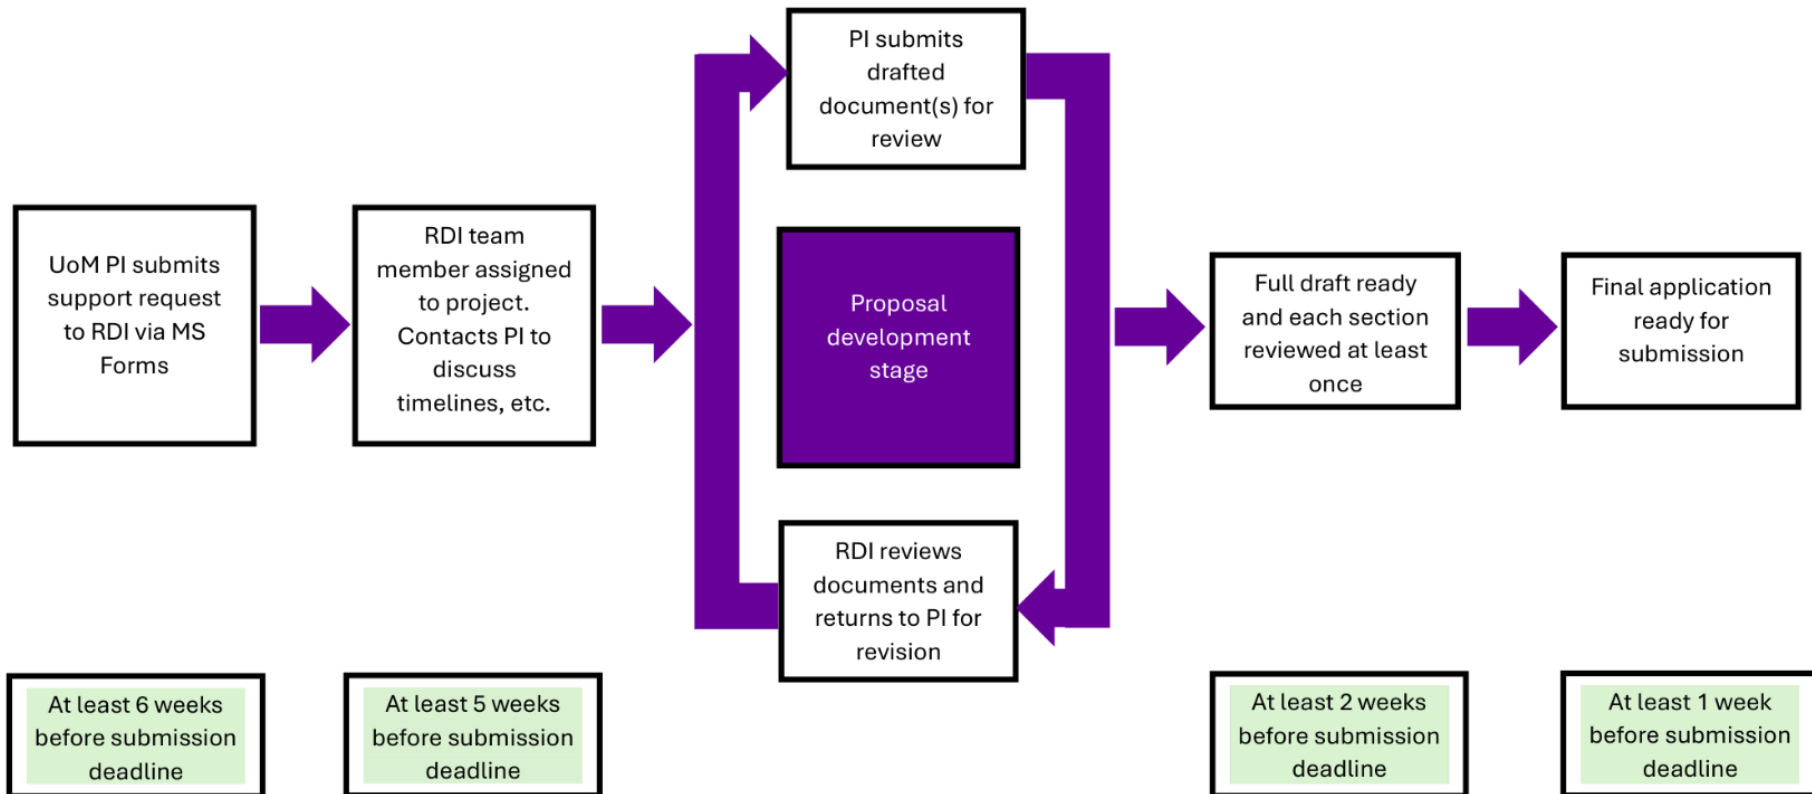 UoM PI submits
support request
to RDI via MS
Forms
RDI team
member assigned
to project.
Contacts PI to
discuss
timelines, etc.
PI submits
drafted
document(s) for
review
Proposal
development
stage
RDI reviews
documents and
returns to PI for
revision
Full draft ready
and each section
reviewed at least
once
Final application
ready for
submission
At least 6 weeks
before submission
deadline
At least 5 weeks
before submission
deadline
At least 2 weeks
before submission
deadline
At least 1 week
before submission
deadline